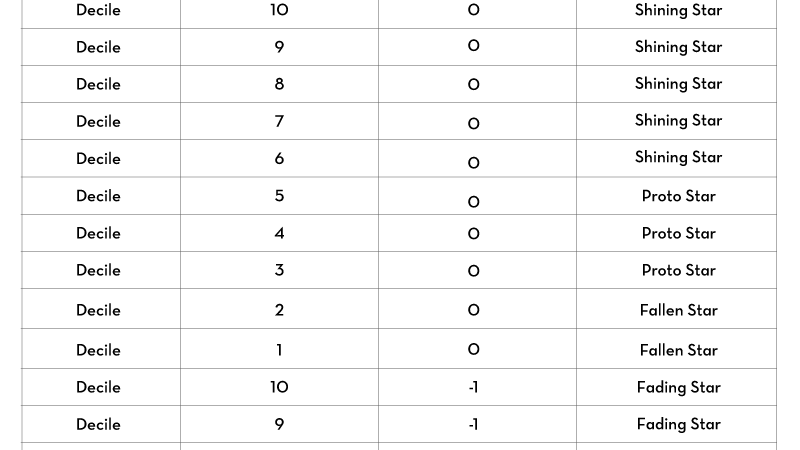 Decile 10 0 Shining Star
Decile 9 0 Shining Star
Decile 8 0 Shining Star
Decile 7 0 Shining Star
Decile 6 0 Shining Star
Decile 5 0 Proto Star
Decile 4 0 Proto Star
Decile 3 0 Proto Star
Decile 2 0 Fallen Star
Decile 1 0 Fallen Star
Decile 10 -1 Fading Star
Decile 9 -1 Fading Star